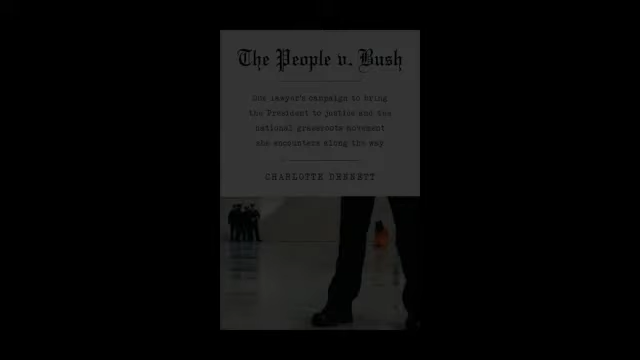 The People v. Bush
One lawyer's campaign to bring
the President to justice and the
national grassroots movement
she encounters along the way
CHARLOTTE DENNETT